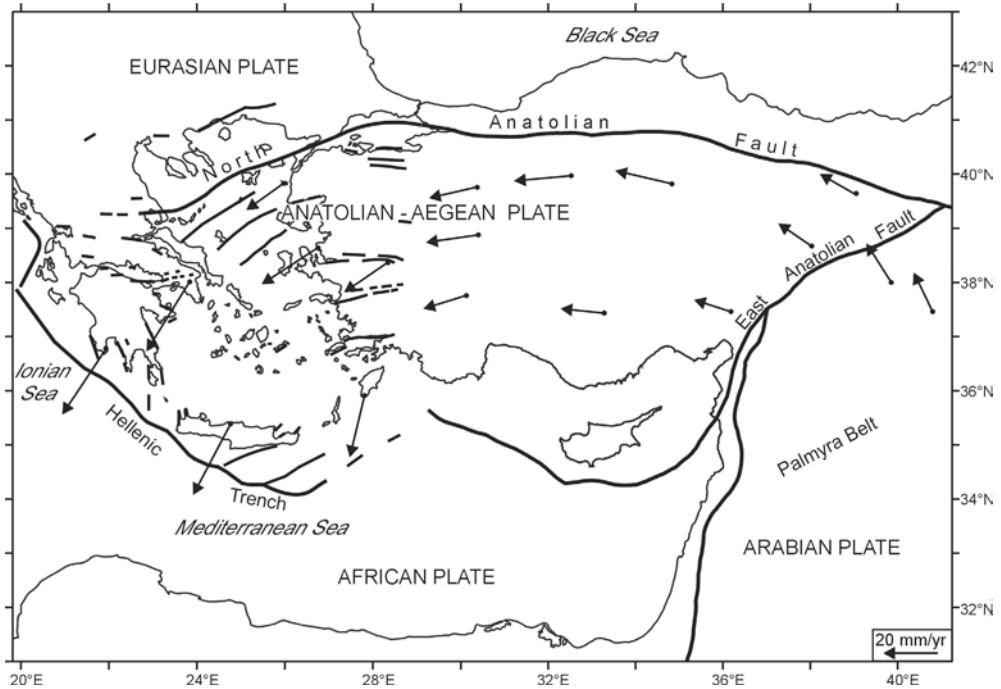 Black Sea
EURASIAN PLATE
42°N
Anatolian
North
Fault
40°N
ANATOLIAN - AEGEAN PLATE
Anatolian
Fault
38°N
East
Ionian
Sea
36°N
Hellenic
Palmyra Belt
Trench
34°N
Mediterranean Sea
ARABIAN PLATE
AFRICAN PLATE
32°N
20 mm/yr
20°E
24°E
28°E
32°E
36°E
40°E